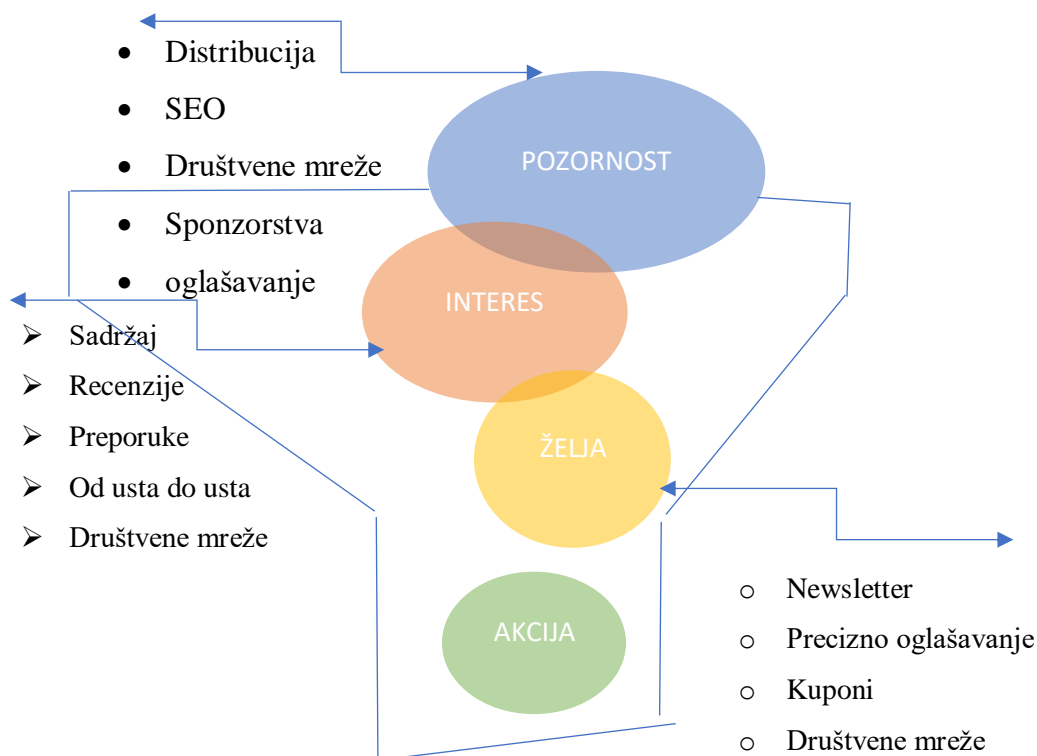 • Distribucija
• SEO
• Društvene mreže
• Sponzorstva
• oglašavanje
POZORNOST
INTERES
➢ Sadržaj
➢ Recenzije
➢ Preporuke
➢ Od usta do usta
➢ Društvene mreže
ŽELJA
AKCIJA
o Newsletter
o Precizno oglašavanje
o Kuponi
o Društvene mreže